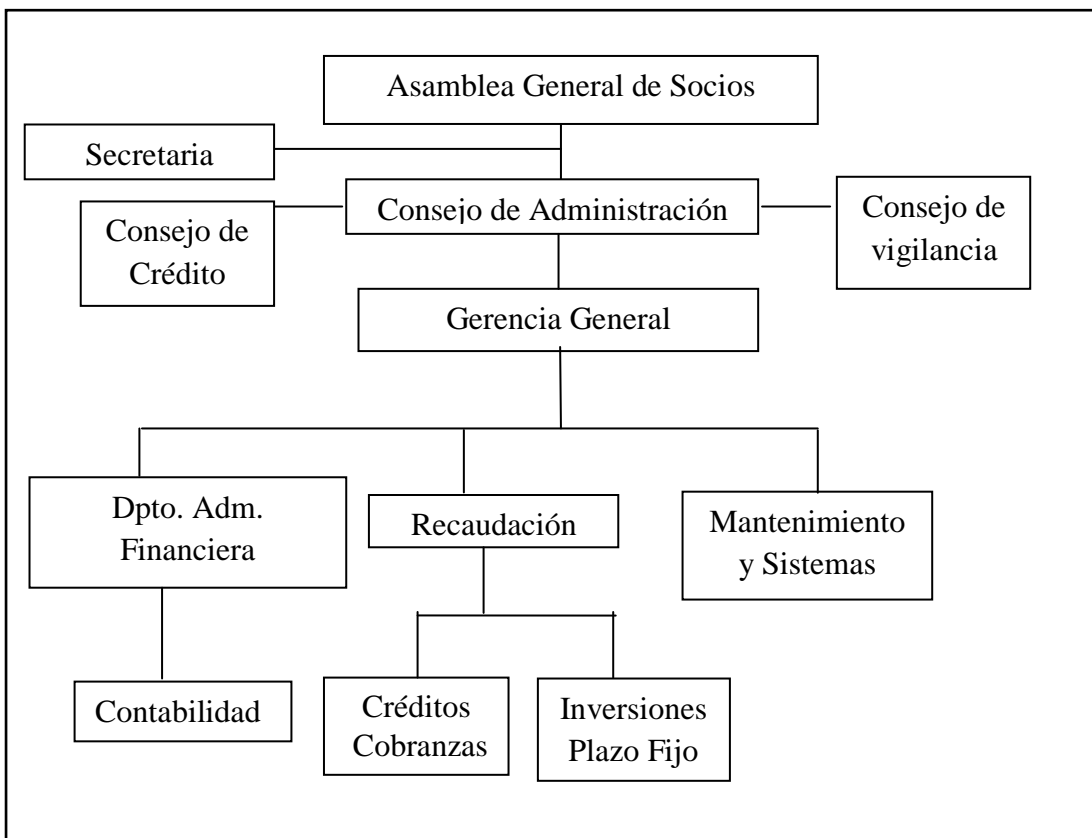 Asamblea General de Socios
Secretaria
Consejo de Administración
Consejo de
Crédito
Consejo de
vigilancia
Gerencia General
Dpto. Adm.
Financiera
Recaudación
Mantenimiento
y Sistemas
Contabilidad
Créditos
Cobranzas
Inversiones
Plazo Fijo